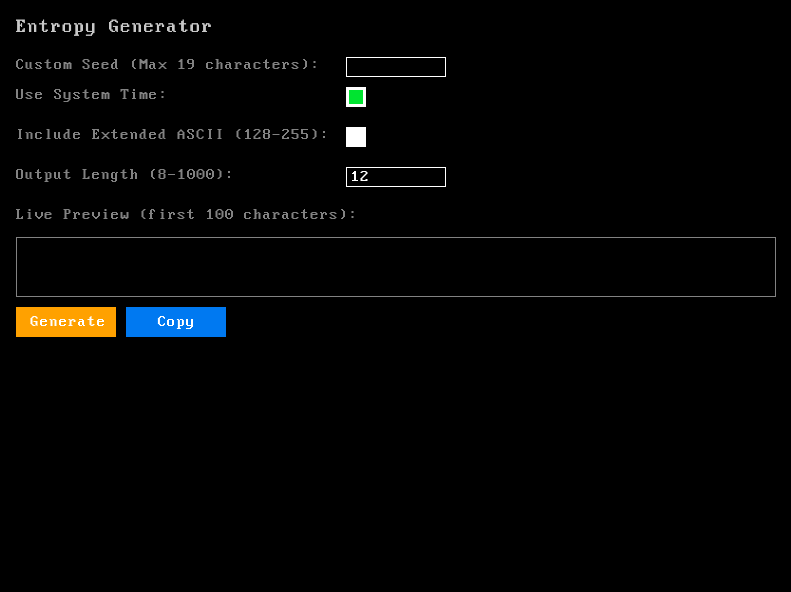 Entropy Generator
Custom Seed (Max 19 characters):
Use System Time:
Include Extended ASCII (128-255):
Output Length (8-1000): 12
Live Preview (first 100 characters):
Generate Copy